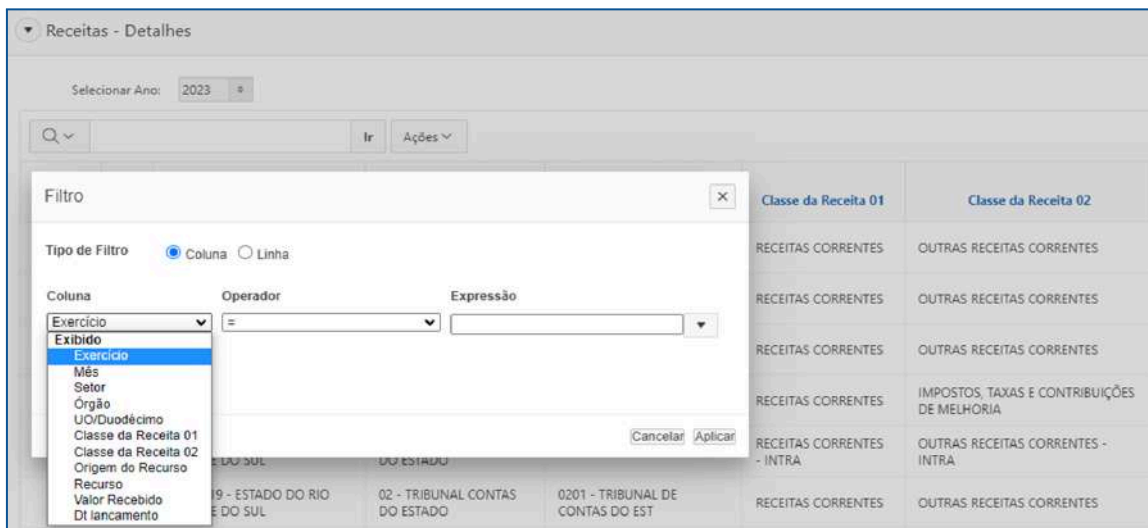 Receitas - Detalhes
Selecionar Ano: 2023
Ir Ações
Filtro
Classe da Receita 01 Classe da Receita 02
Tipo de Filtro Coluna Linha
RECEITAS CORRENTES OUTRAS RECEITAS CORRENTES
Coluna Operador Expressão
RECEITAS CORRENTES OUTRAS RECEITAS CORRENTES
Exercício =
Exibido
Exercício
RECEITAS CORRENTES OUTRAS RECEITAS CORRENTES
Mês
Setor
Órgão
RECEITAS CORRENTES IMPOSTOS, TAXAS E CONTRIBUIÇÕES
DE MELHORIA
UO/Duodécimo
Classe da Receita 01
Cancelar Aplicar
RECEITAS CORRENTES
- INTRA
OUTRAS RECEITAS CORRENTES -
INTRA
Classe da Receita 02
Origem do Recurso
E DO SUL DO ESTADO
Recurso
Valor Recebido
Dt lancamento
19 - ESTADO DO RIO
E DO SUL
02 - TRIBUNAL CONTAS
DO ESTADO
0201 - TRIBUNAL DE
CONTAS DO EST
RECEITAS CORRENTES OUTRAS RECEITAS CORRENTES